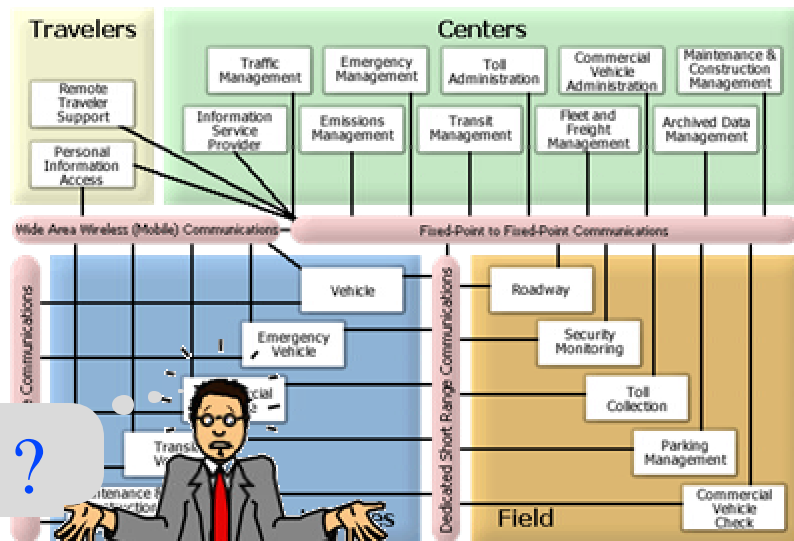 Travelers
Centers
Remote
Traveler
Support
Personal
Information
Access
Traffic
Management
Emergency
Management
Toll
Administration
Commercial
Vehicle
Administration
Maintenance &
Construction
Management
Information
Service
Provider
Emissions
Management
Transit
Management
Fleet and
Freight
Management
Archived Data
Management
Wide Area Wireless (Mobile) Communications
Fixed-Point to Fixed-Point Communications
Communications
Vehicle
Emergency
Vehicle
Dedicated Short Range Communications
Roadway
Security
Monitoring
Toll
Collection
Parking
Management
Commercial
Vehicle
Check
Field
?